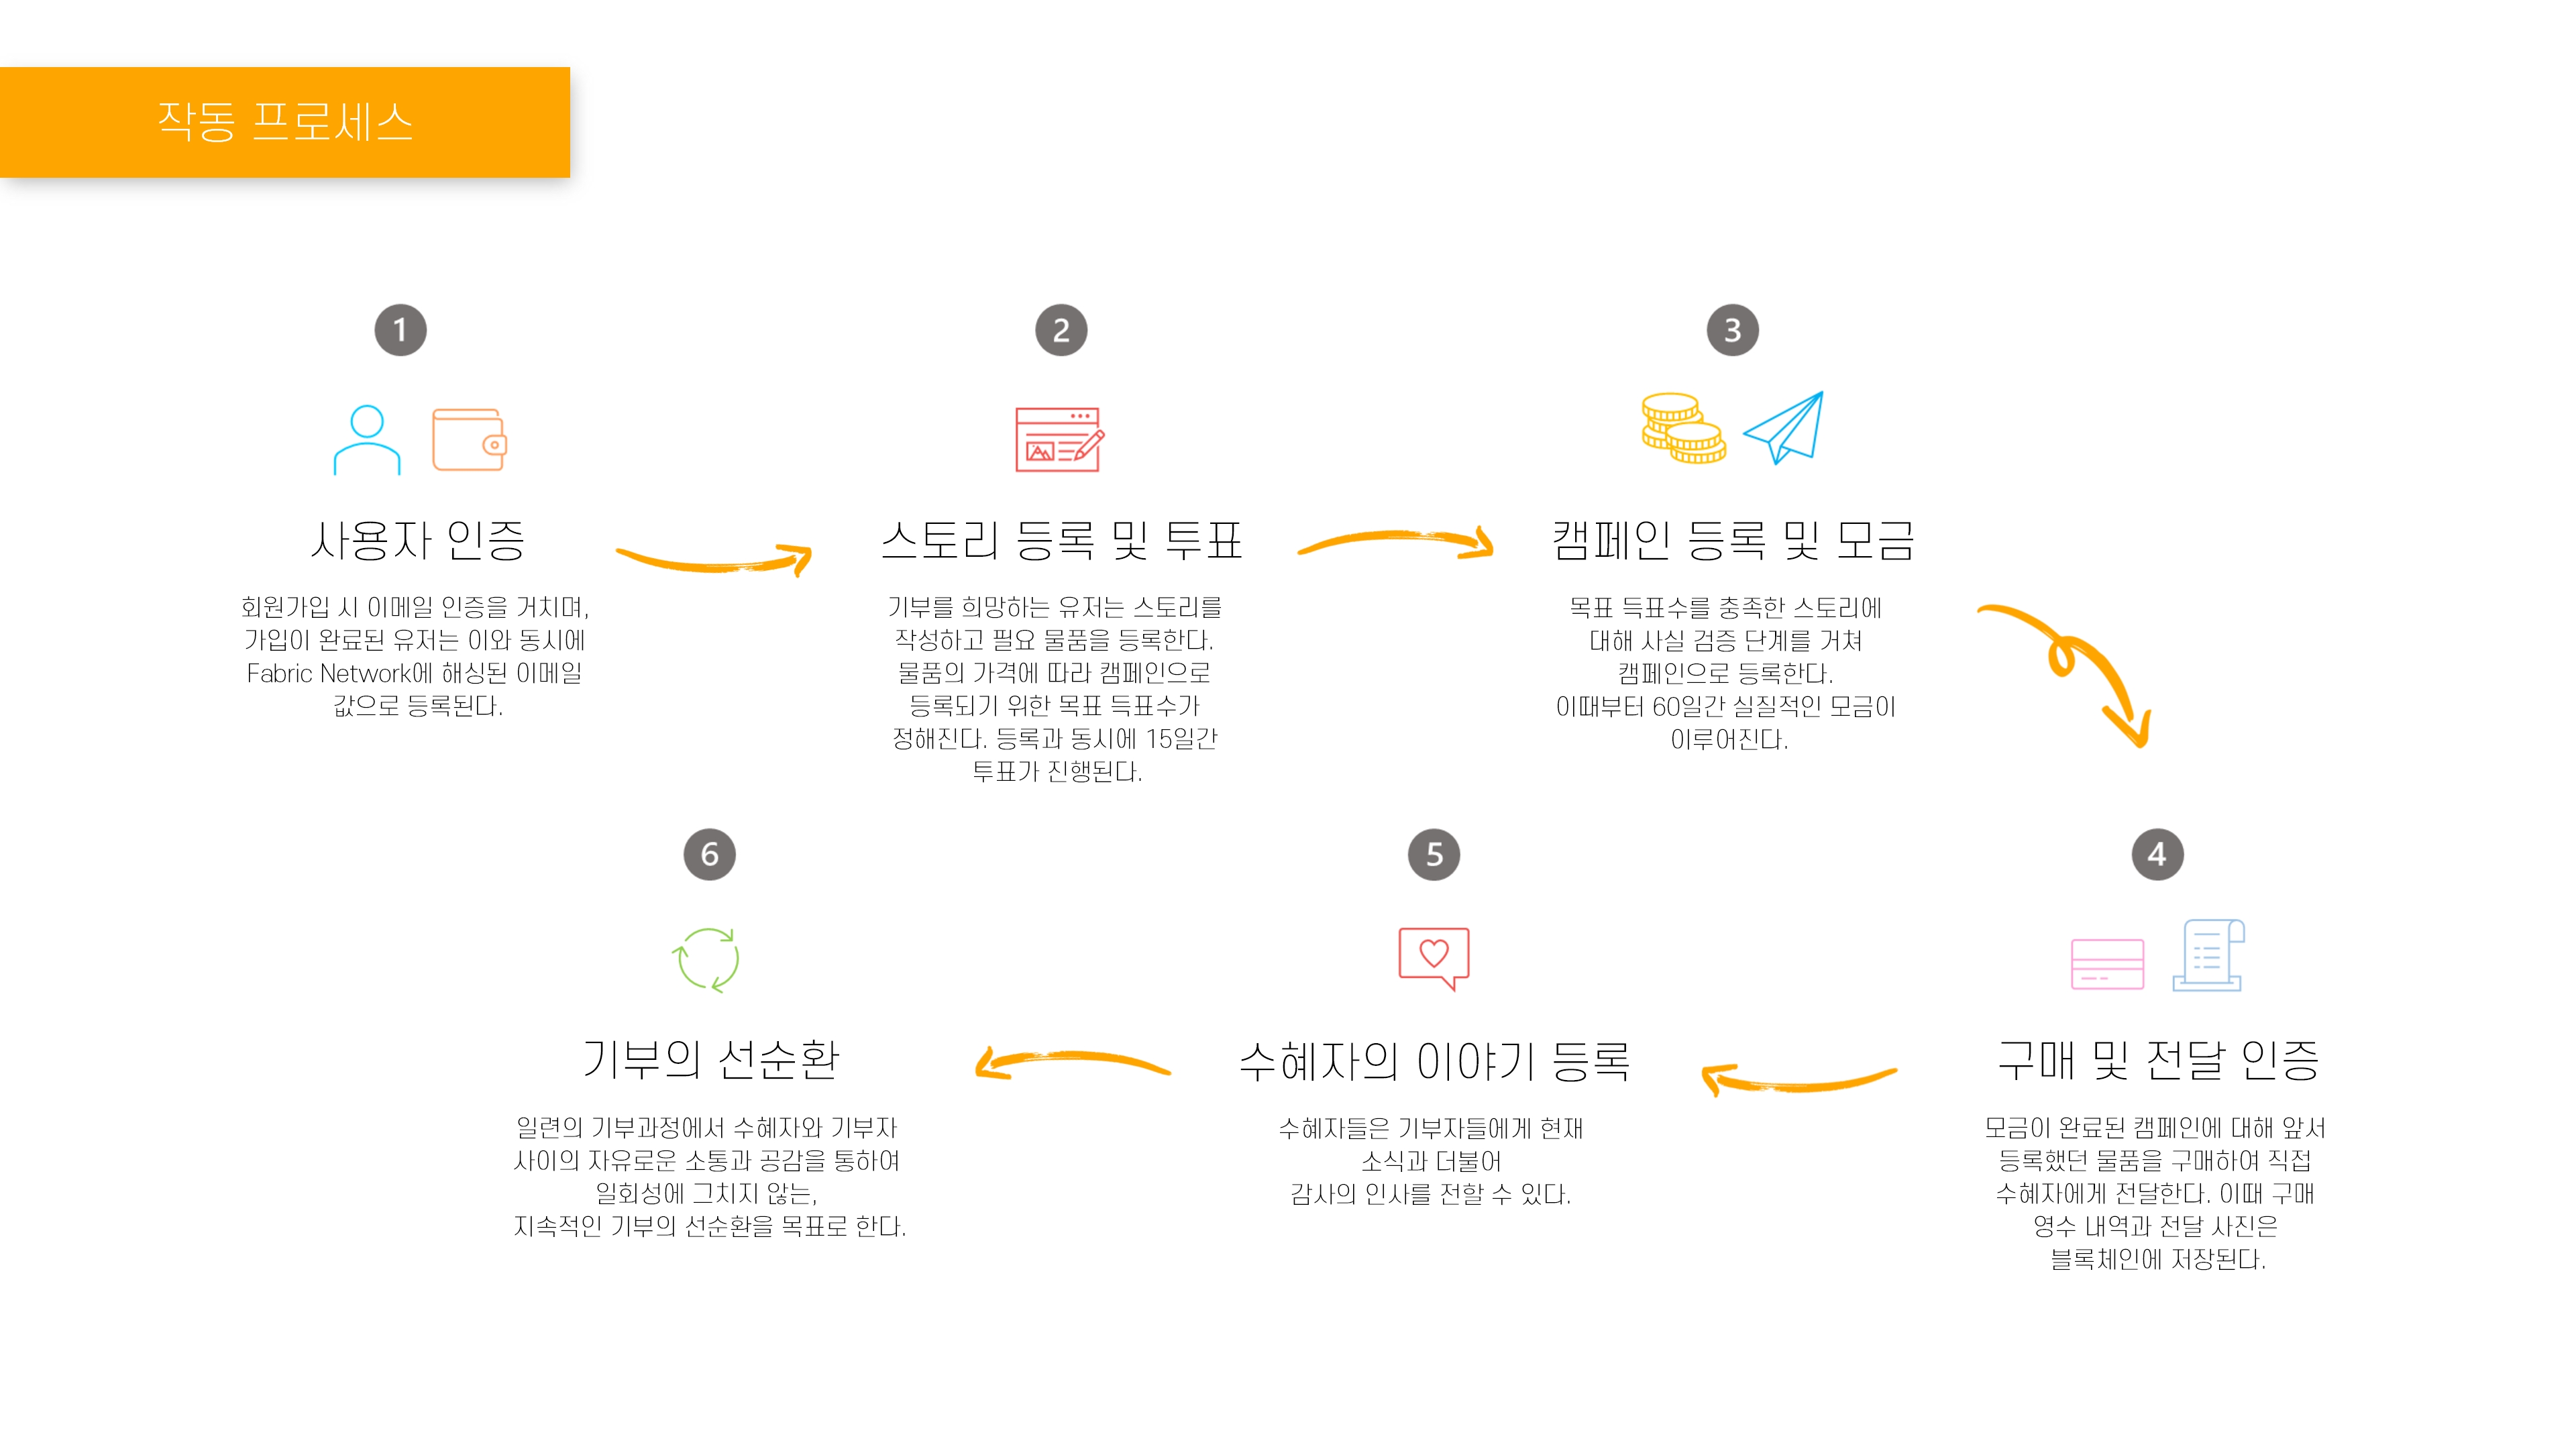 작동 프로세스
1
사용자 인증
회원가입 시 이메일 인증을 거치며,
가입이 완료된 유저는 이와 동시에
Fabric Network에 해싱된 이메일
값으로 등록된다.
2
스토리 등록 및 투표
기부를 희망하는 유저는 스토리를
작성하고 필요 물품을 등록한다.
물품의 가격에 따라 캠페인으로
등록되기 위한 목표 득표수가
정해진다. 등록과 동시에 15일간
투표가 진행된다.
3
캠페인 등록 및 모금
목표 득표수를 충족한 스토리에
대해 사실 검증 단계를 거쳐
캠페인으로 등록한다.
이때부터 60일간 실질적인 모금이
이루어진다.
4
구매 및 전달 인증
모금이 완료된 캠페인에 대해 앞서
등록했던 물품을 구매하여 직접
수혜자에게 전달한다. 이때 구매
영수 내역과 전달 사진은
블록체인에 저장된다.
5
수혜자의 이야기 등록
수혜자들은 기부자들에게 현재
소식과 더불어
감사의 인사를 전할 수 있다.
6
기부의 선순환
일련의 기부과정에서 수혜자와 기부자
사이의 자유로운 소통과 공감을 통하여
일회성에 그치지 않는,
지속적인 기부의 선순환을 목표로 한다.